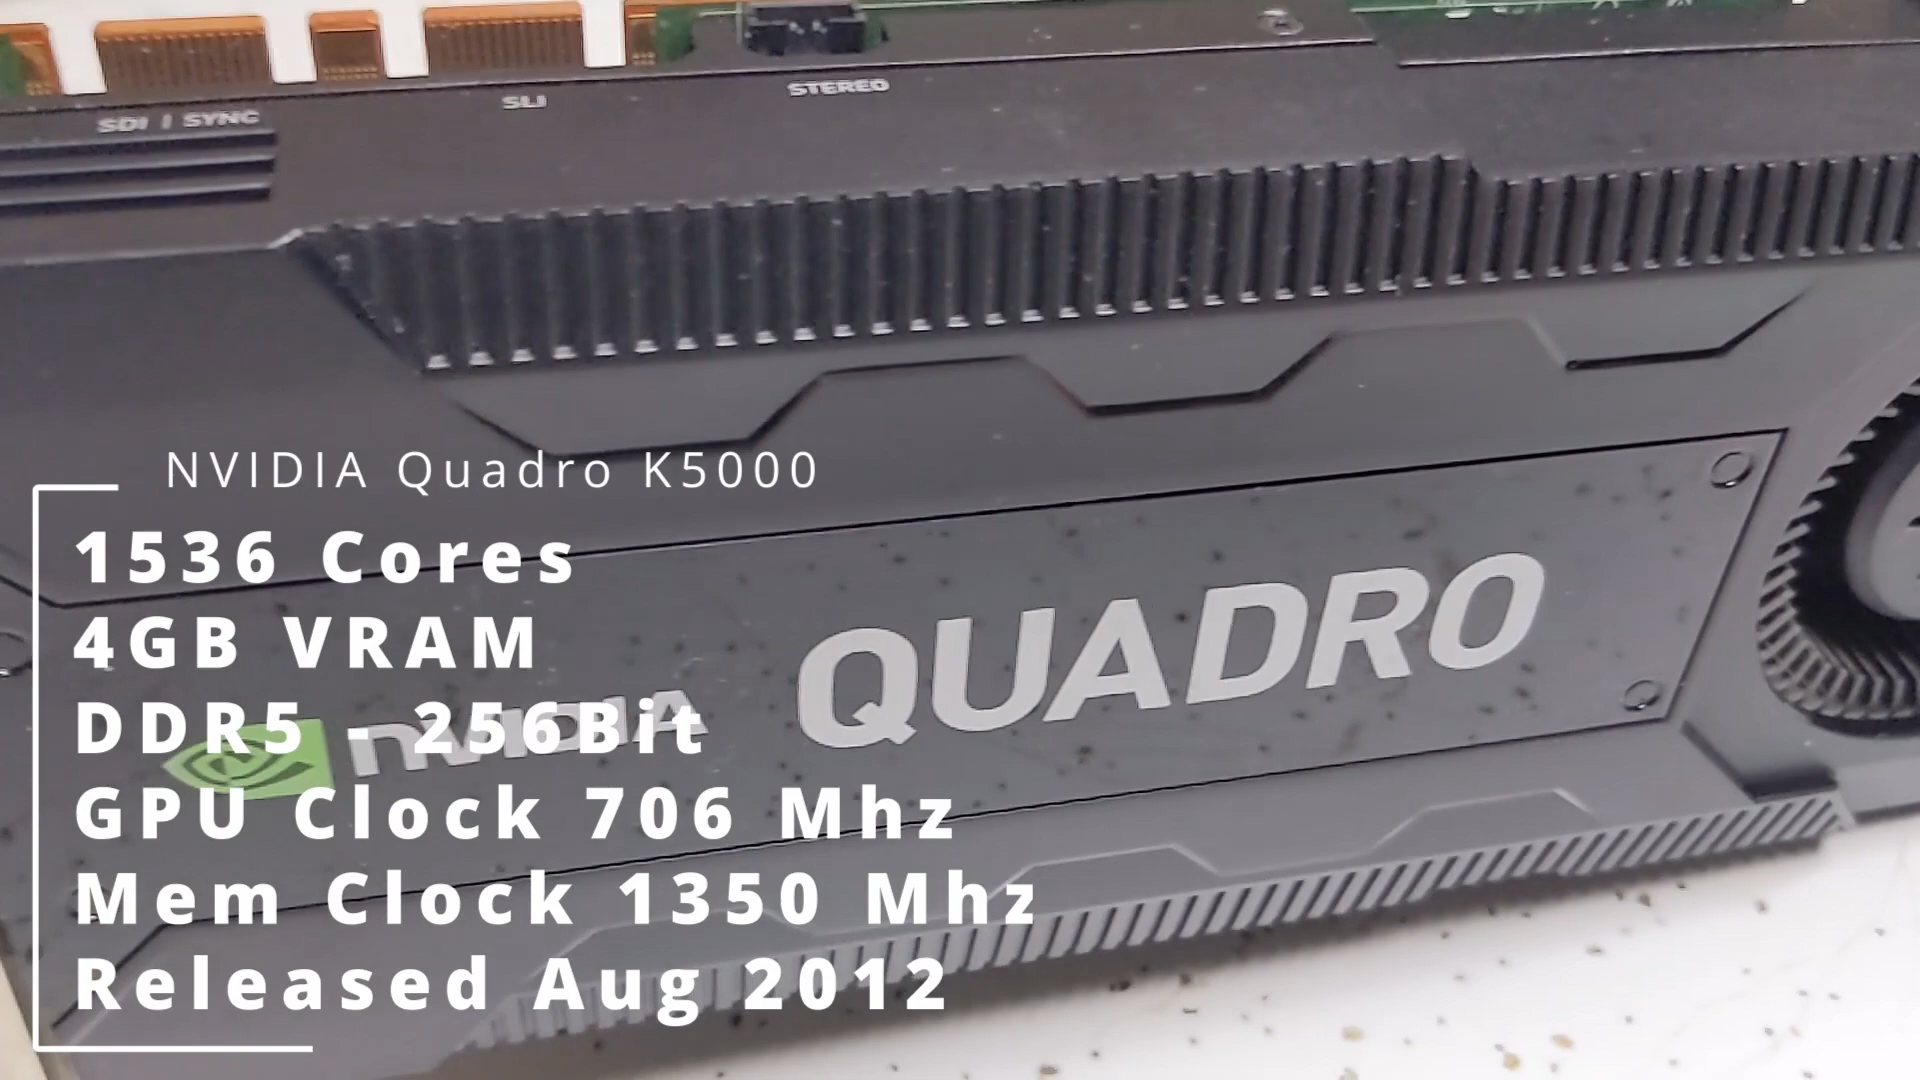 SDI / SYNC
SLI
STEREO
NVIDIA Quadro K5000
1536 Cores
4GB VRAM
DDR5 - 256Bit
GPU Clock 706 Mhz
Mem Clock 1350 Mhz
Released Aug 2012
nVIDIA
QUADRO